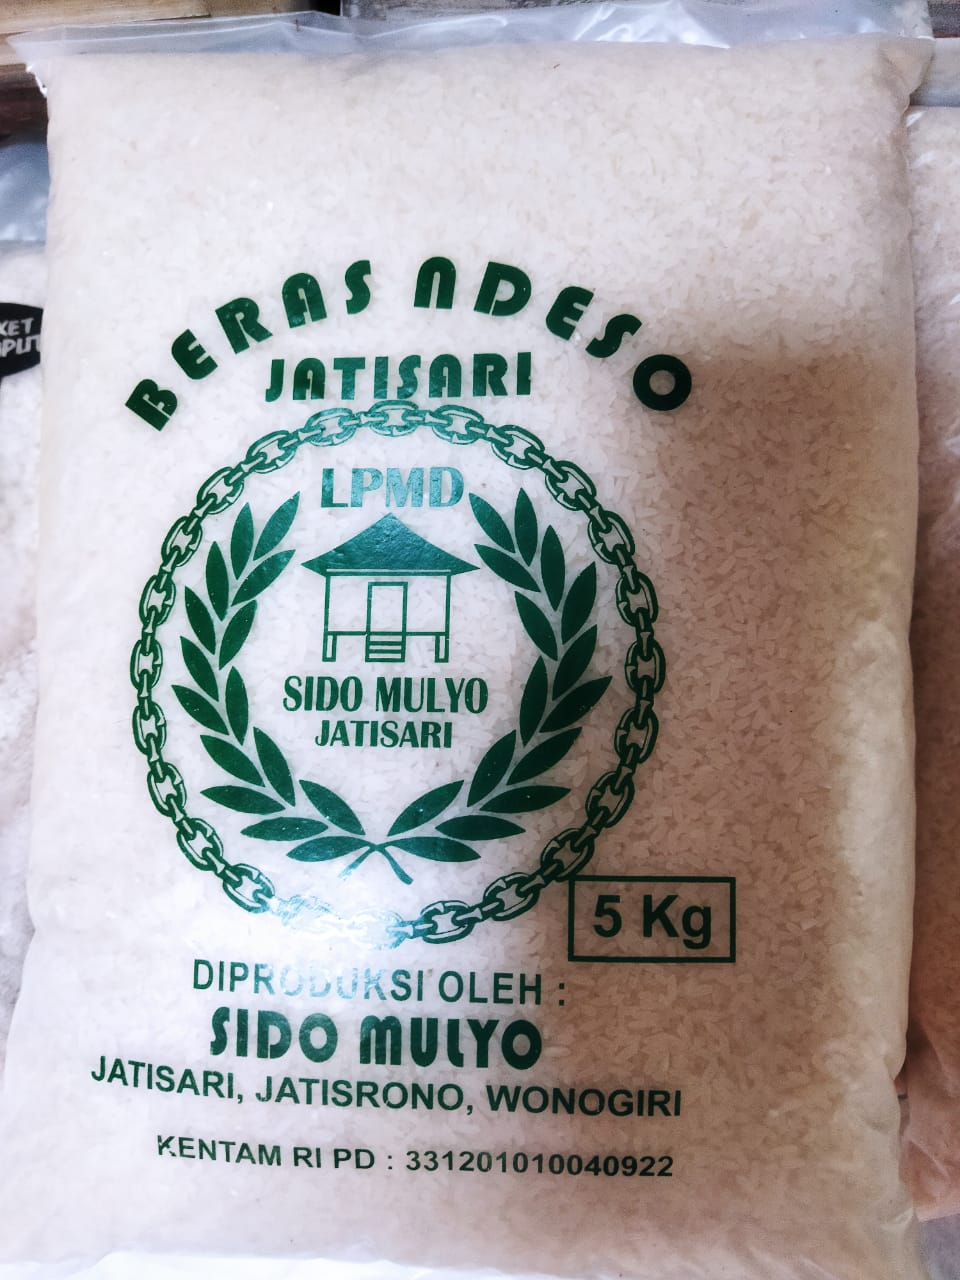 BERAS NDESO
JATISARI
LPMD
SIDO MULYO
JATISARI
5 Kg
DIPRODUKSI OLEH :
SIDO MULYO
JATISARI, JATISRONO, WONOGIRI
KENTAM RI PD : 331201010040922